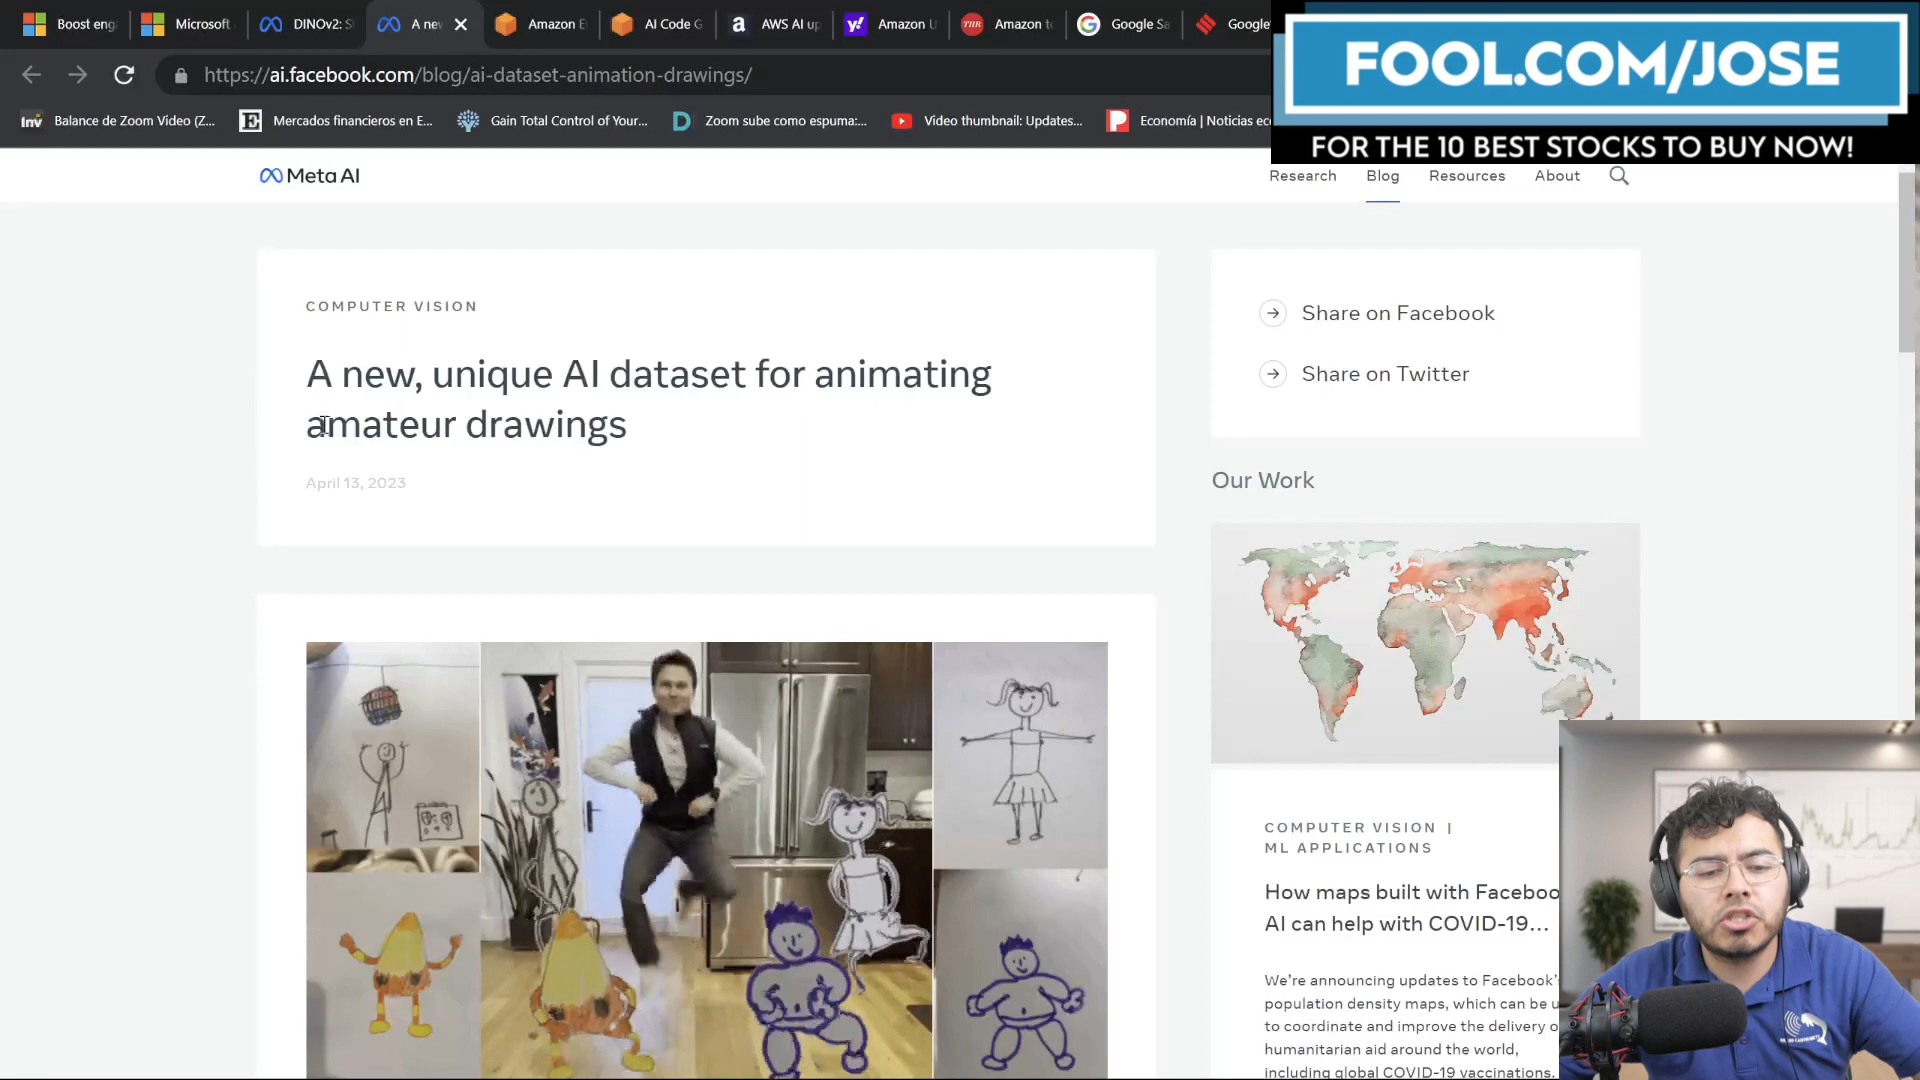 Boost eng
Microsoft
DINOv2: S
A new
Amazon E
AI Code G
AWS AI up
Amazon U
Amazon to
Google Sa
Google
https://ai.facebook.com/blog/ai-dataset-animation-drawings/
Inv
Balance de Zoom Video (Z...
E
Mercados financieros en E...
Gain Total Control of Your...
Zoom sube como espuma:...
Video thumbnail: Updates...
Economía | Noticias ec
FOOL.COM/JOSE
FOR THE 10 BEST STOCKS TO BUY NOW!
Meta AI
Research
Blog
Resources
About
COMPUTER VISION
A new, unique AI dataset for animating
amateur drawings
April 13, 2023
Share on Facebook
Share on Twitter
Our Work
COMPUTER VISION |
ML APPLICATIONS
How maps built with Faceboo
AI can help with COVID-19...
We're announcing updates to Facebook'
population density maps, which can be u
to coordinate and improve the delivery o
humanitarian aid around the world,
including global COVID-19 vaccinations.